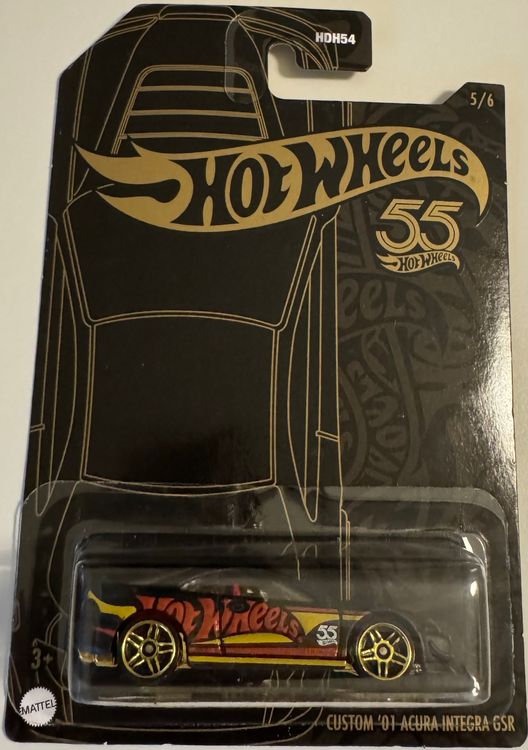 HDH54
5/6
HOT WHEELS
55
HOT WHEELS
HOT WHEELS
55
3+
MATTEL
CUSTOM '01 ACURA INTEGRA GSR